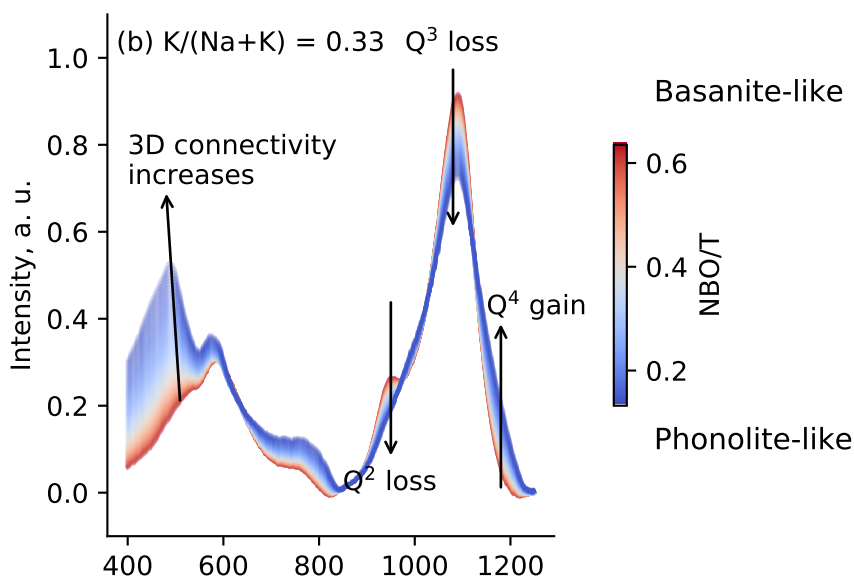 (b) K/(Na+K) = 0.33 Q³ loss
1.0
Basanite-like
3D connectivity
increases
0.8
0.6
Intensity, a. u.
0.6
NBO/T
0.4
Q⁴ gain
0.4
0.2
0.2
Phonolite-like
Q² loss
0.0
400 600 800 1000 1200